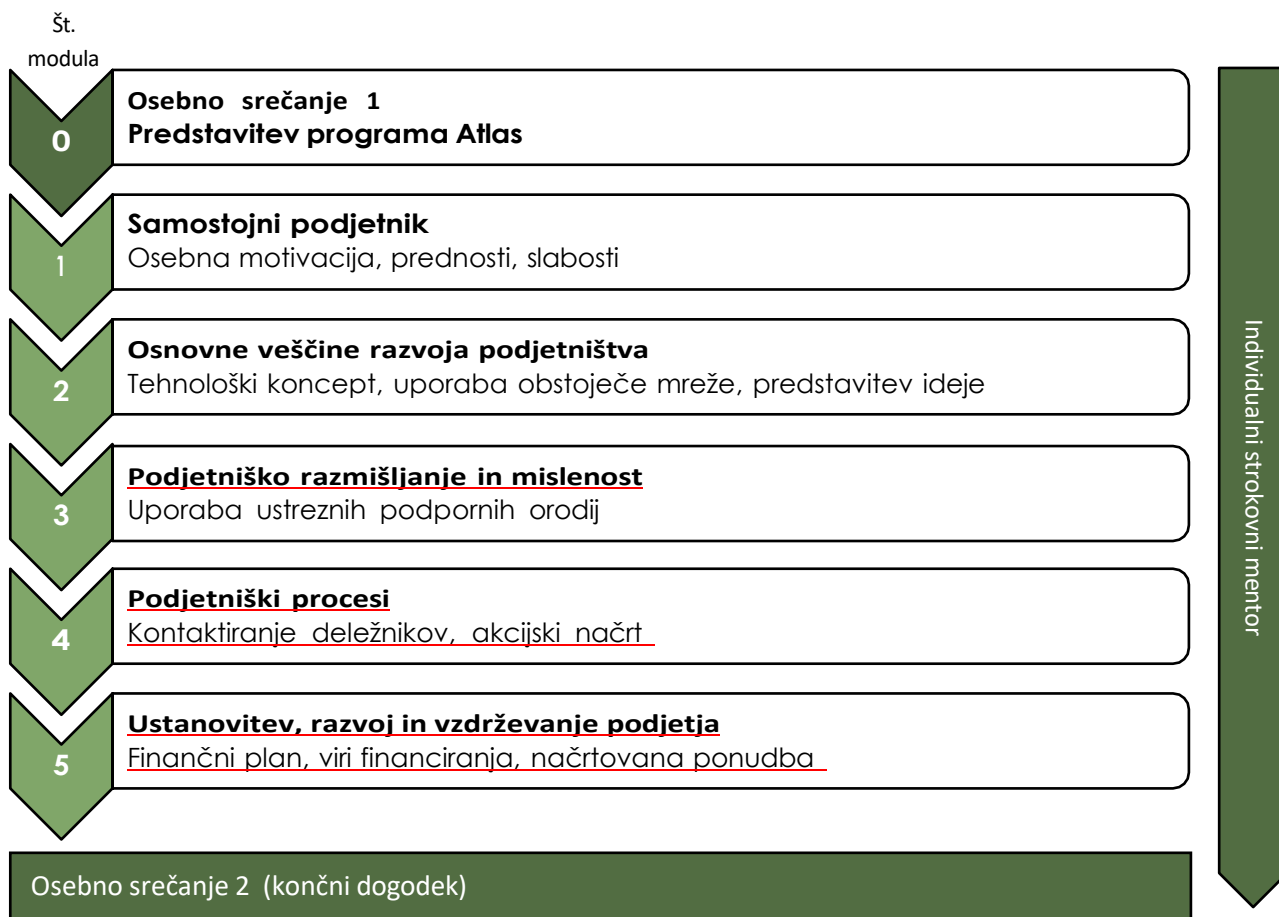 Št.
modula
0
Osebno srečanje 1
Predstavitev programa Atlas
1
Samostojni podjetnik
Osebna motivacija, prednosti, slabosti
2
Osnovne veščine razvoja podjetništva
Tehnološki koncept, uporaba obstoječe mreže, predstavitev ideje
3
Podjetniško razmišljanje in mislenost
Uporaba ustreznih podpornih orodij
4
Podjetniški procesi
Kontaktiranje deležnikov, akcijski načrt
5
Ustanovitev, razvoj in vzdrževanje podjetja
Finančni plan, viri financiranja, načrtovana ponudba
Osebno srečanje 2 (končni dogodek)
Individualni strokovni mentor